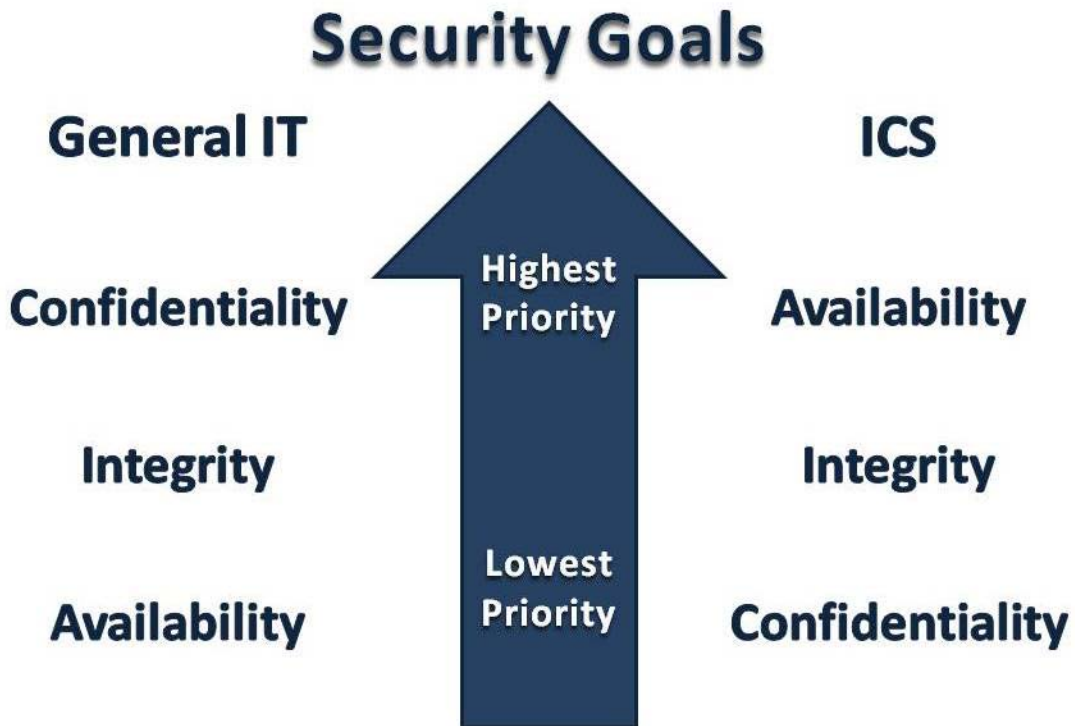 Security Goals
General IT
ICS
Highest
Priority
Confidentiality
Availability
Integrity
Integrity
Lowest
Priority
Availability
Confidentiality